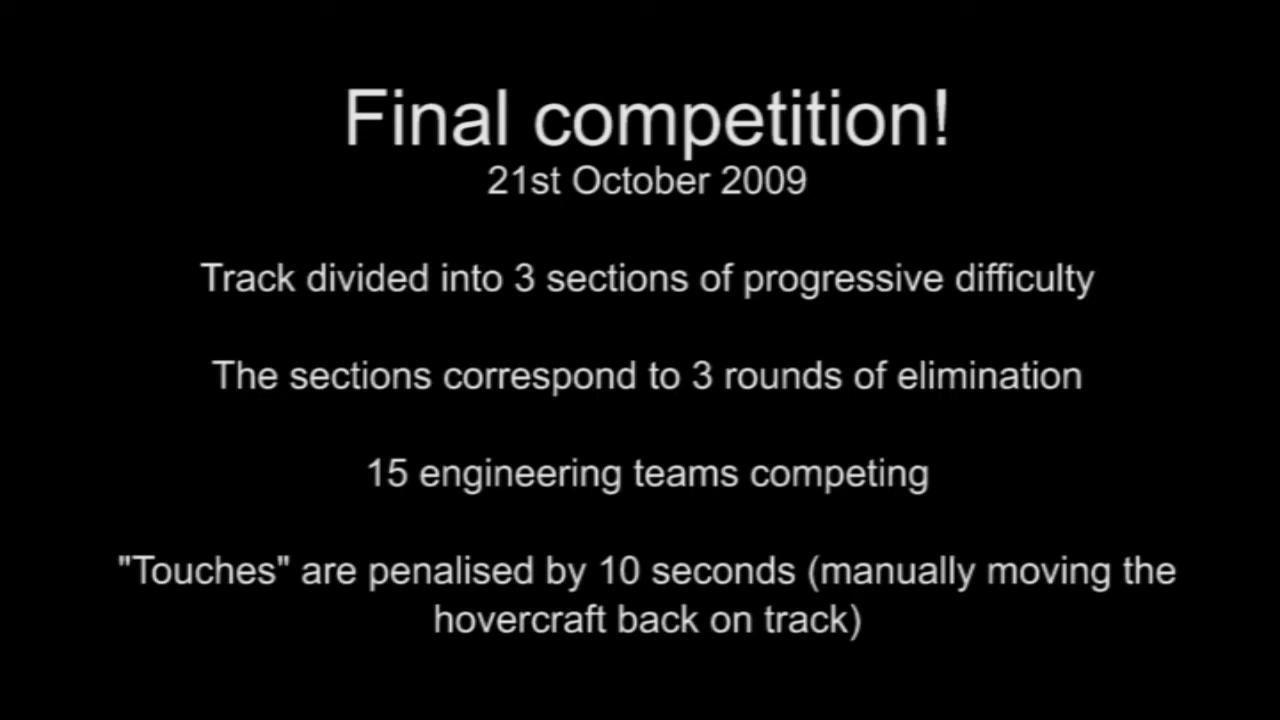 Final competition!
21st October 2009
Track divided into 3 sections of progressive difficulty
The sections correspond to 3 rounds of elimination
15 engineering teams competing
"Touches" are penalised by 10 seconds (manually moving the
hovercraft back on track)